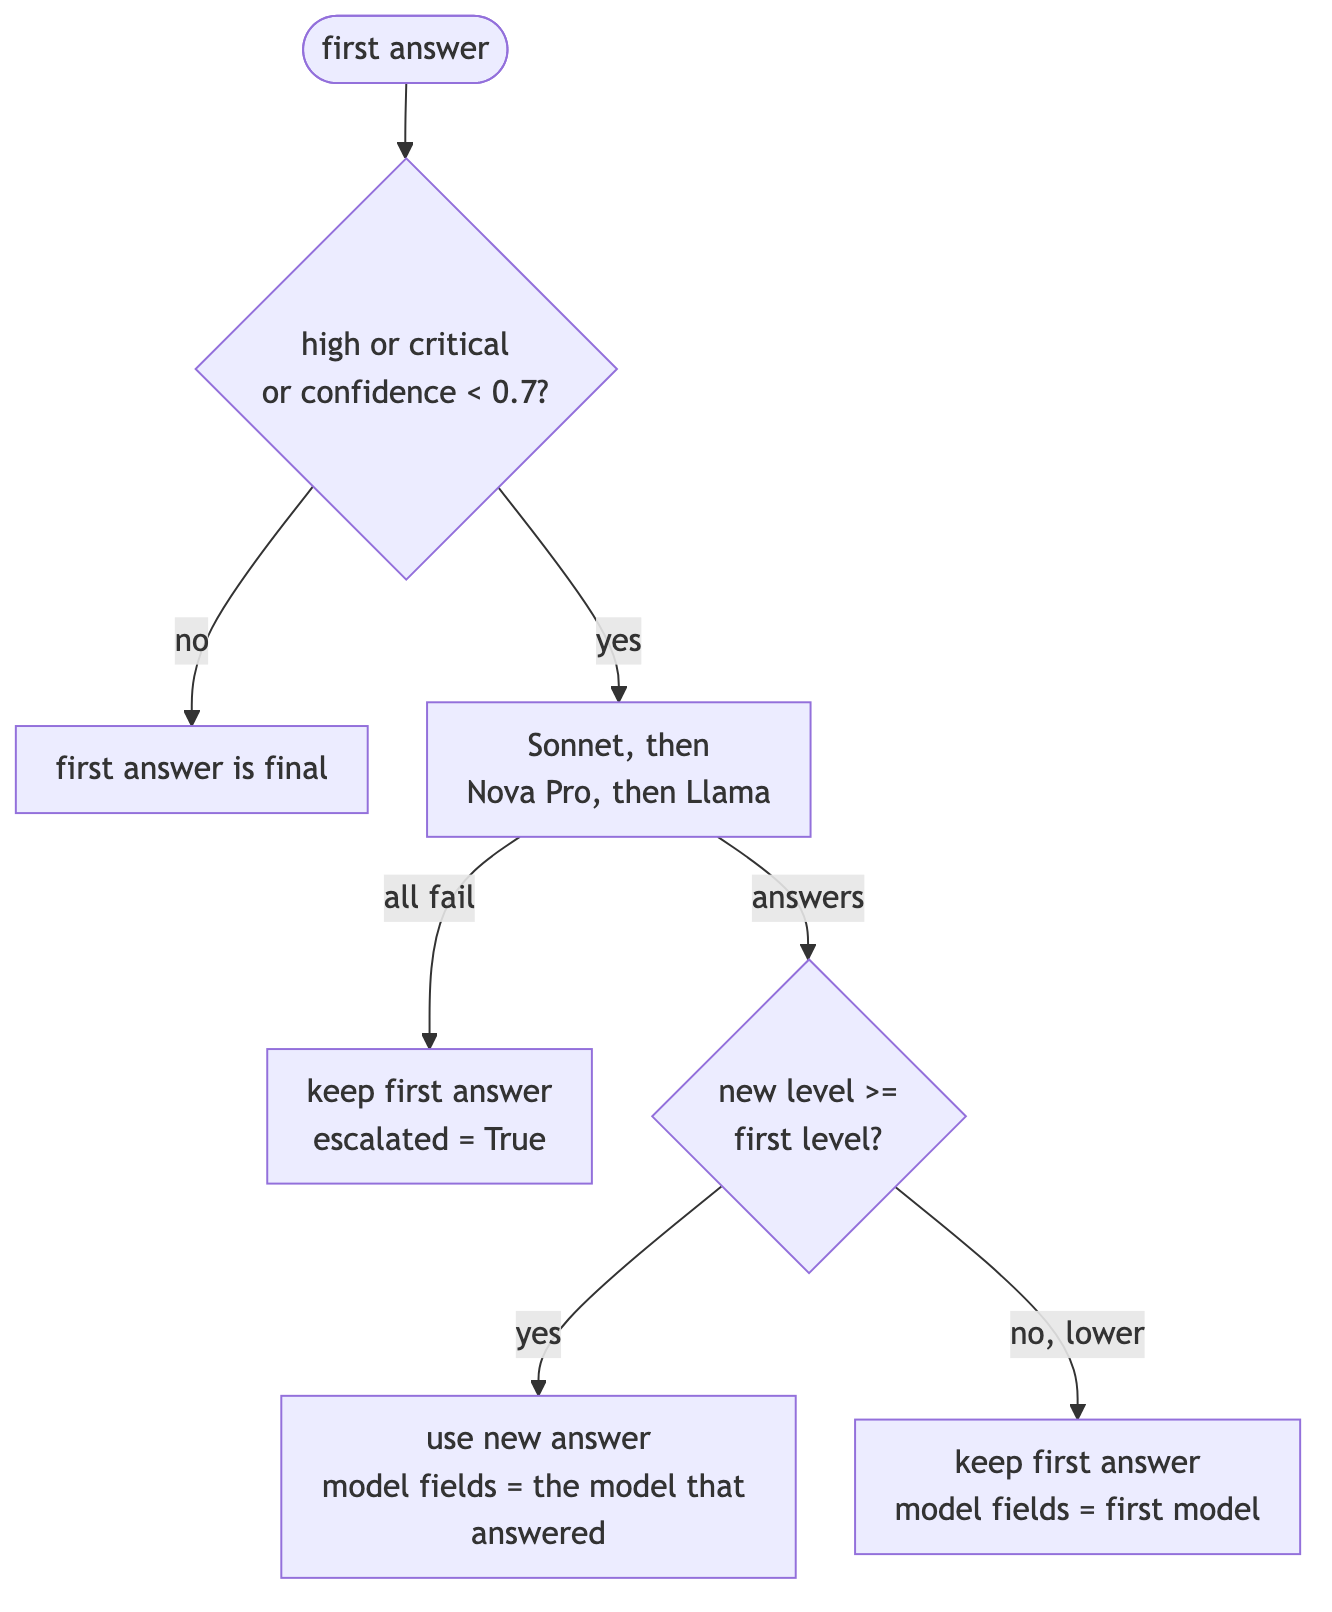 first answer
high or critical
or confidence < 0.7?
no
yes
first answer is final
Sonnet, then
Nova Pro, then Llama
all fail
answers
keep first answer
escalated = True
new level >=
first level?
yes
no, lower
use new answer
model fields = the model that
answered
keep first answer
model fields = first model